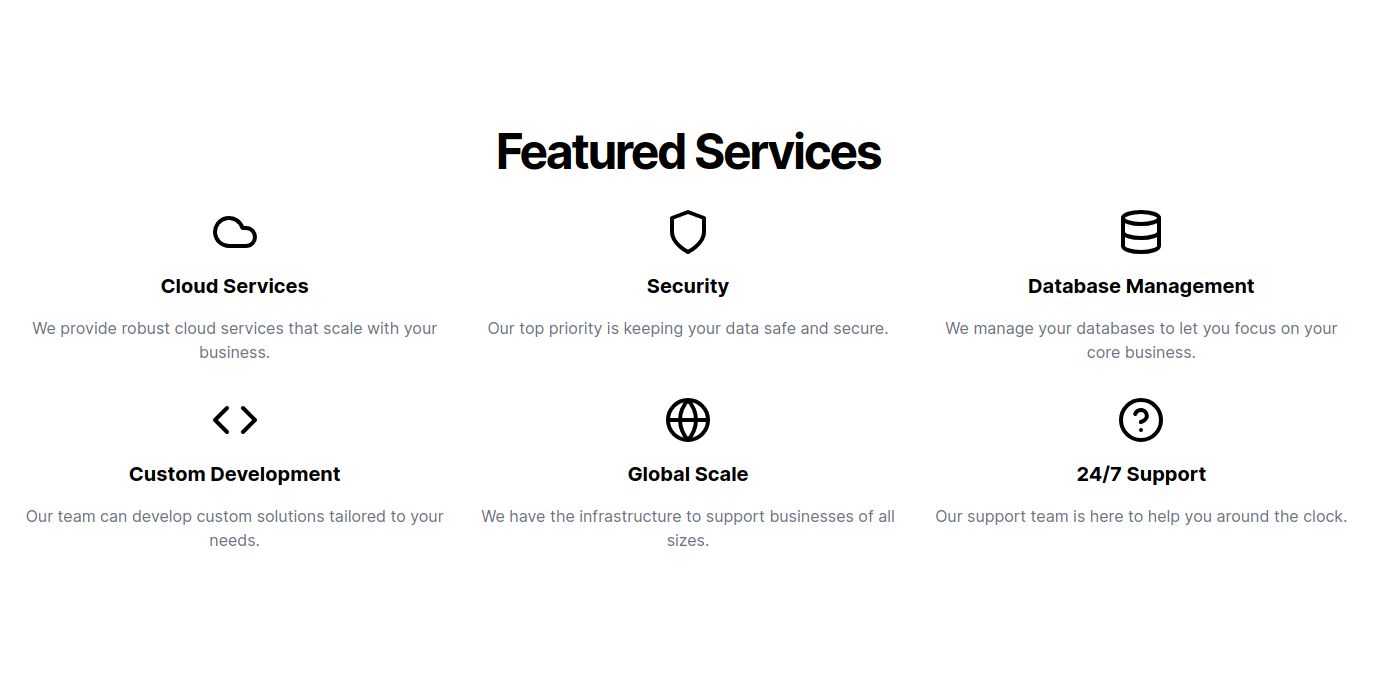 Featured Services
Cloud Services
We provide robust cloud services that scale with your
business.
Security
Our top priority is keeping your data safe and secure.
Database Management
We manage your databases to let you focus on your
core business.
Custom Development
Our team can develop custom solutions tailored to your
needs.
Global Scale
We have the infrastructure to support businesses of all
sizes.
24/7 Support
Our support team is here to help you around the clock.